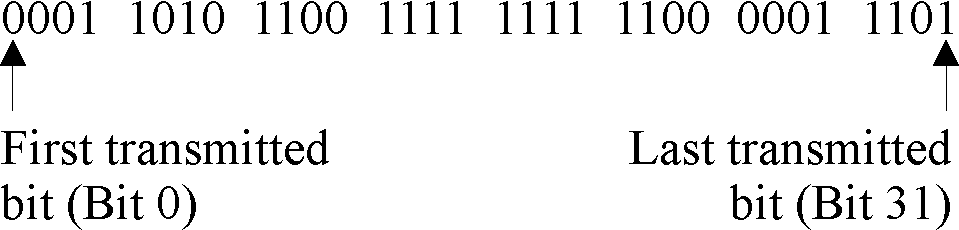 0001 1010 1100 1111 1111 1100 0001 1101
First transmitted
bit (Bit 0)
Last transmitted
bit (Bit 31)